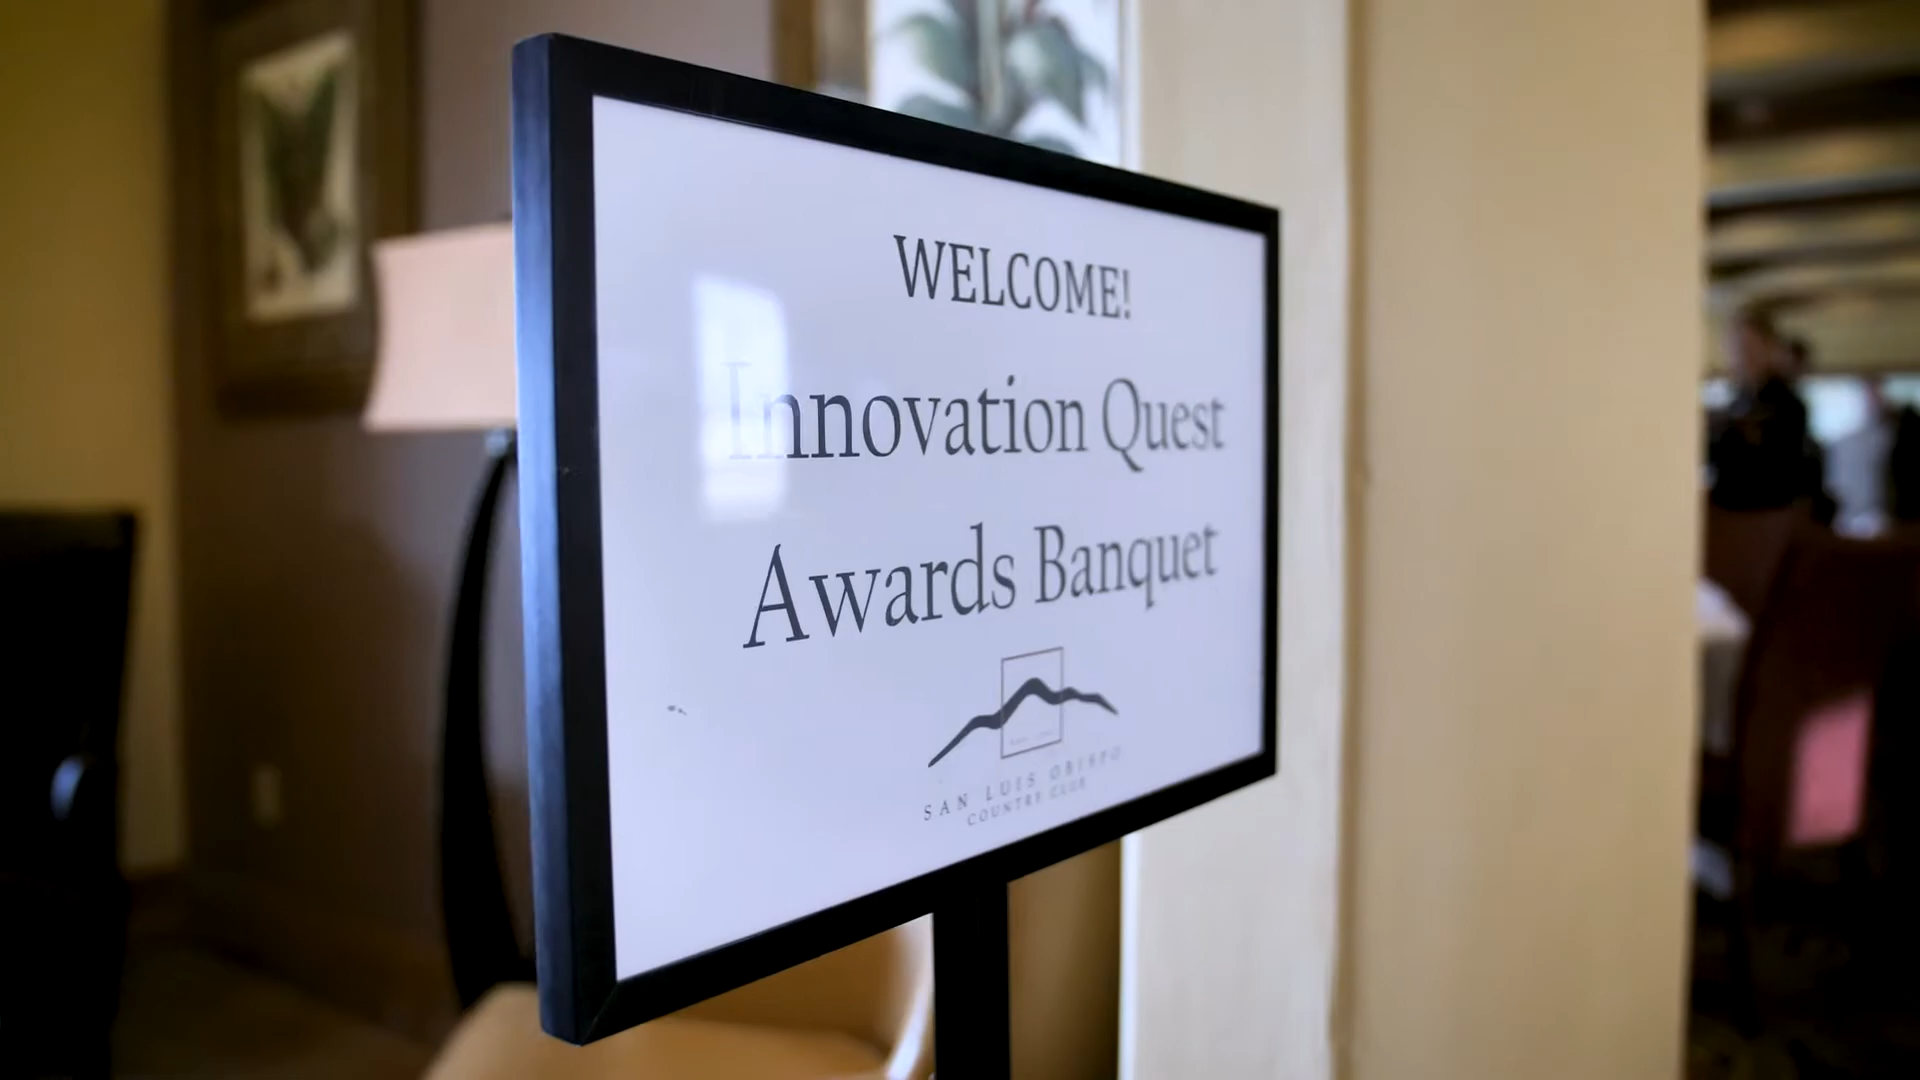 WELCOME!
Innovation Quest
Awards Banquet
SAN LUIS OBISPO
COUNTRY CLUB